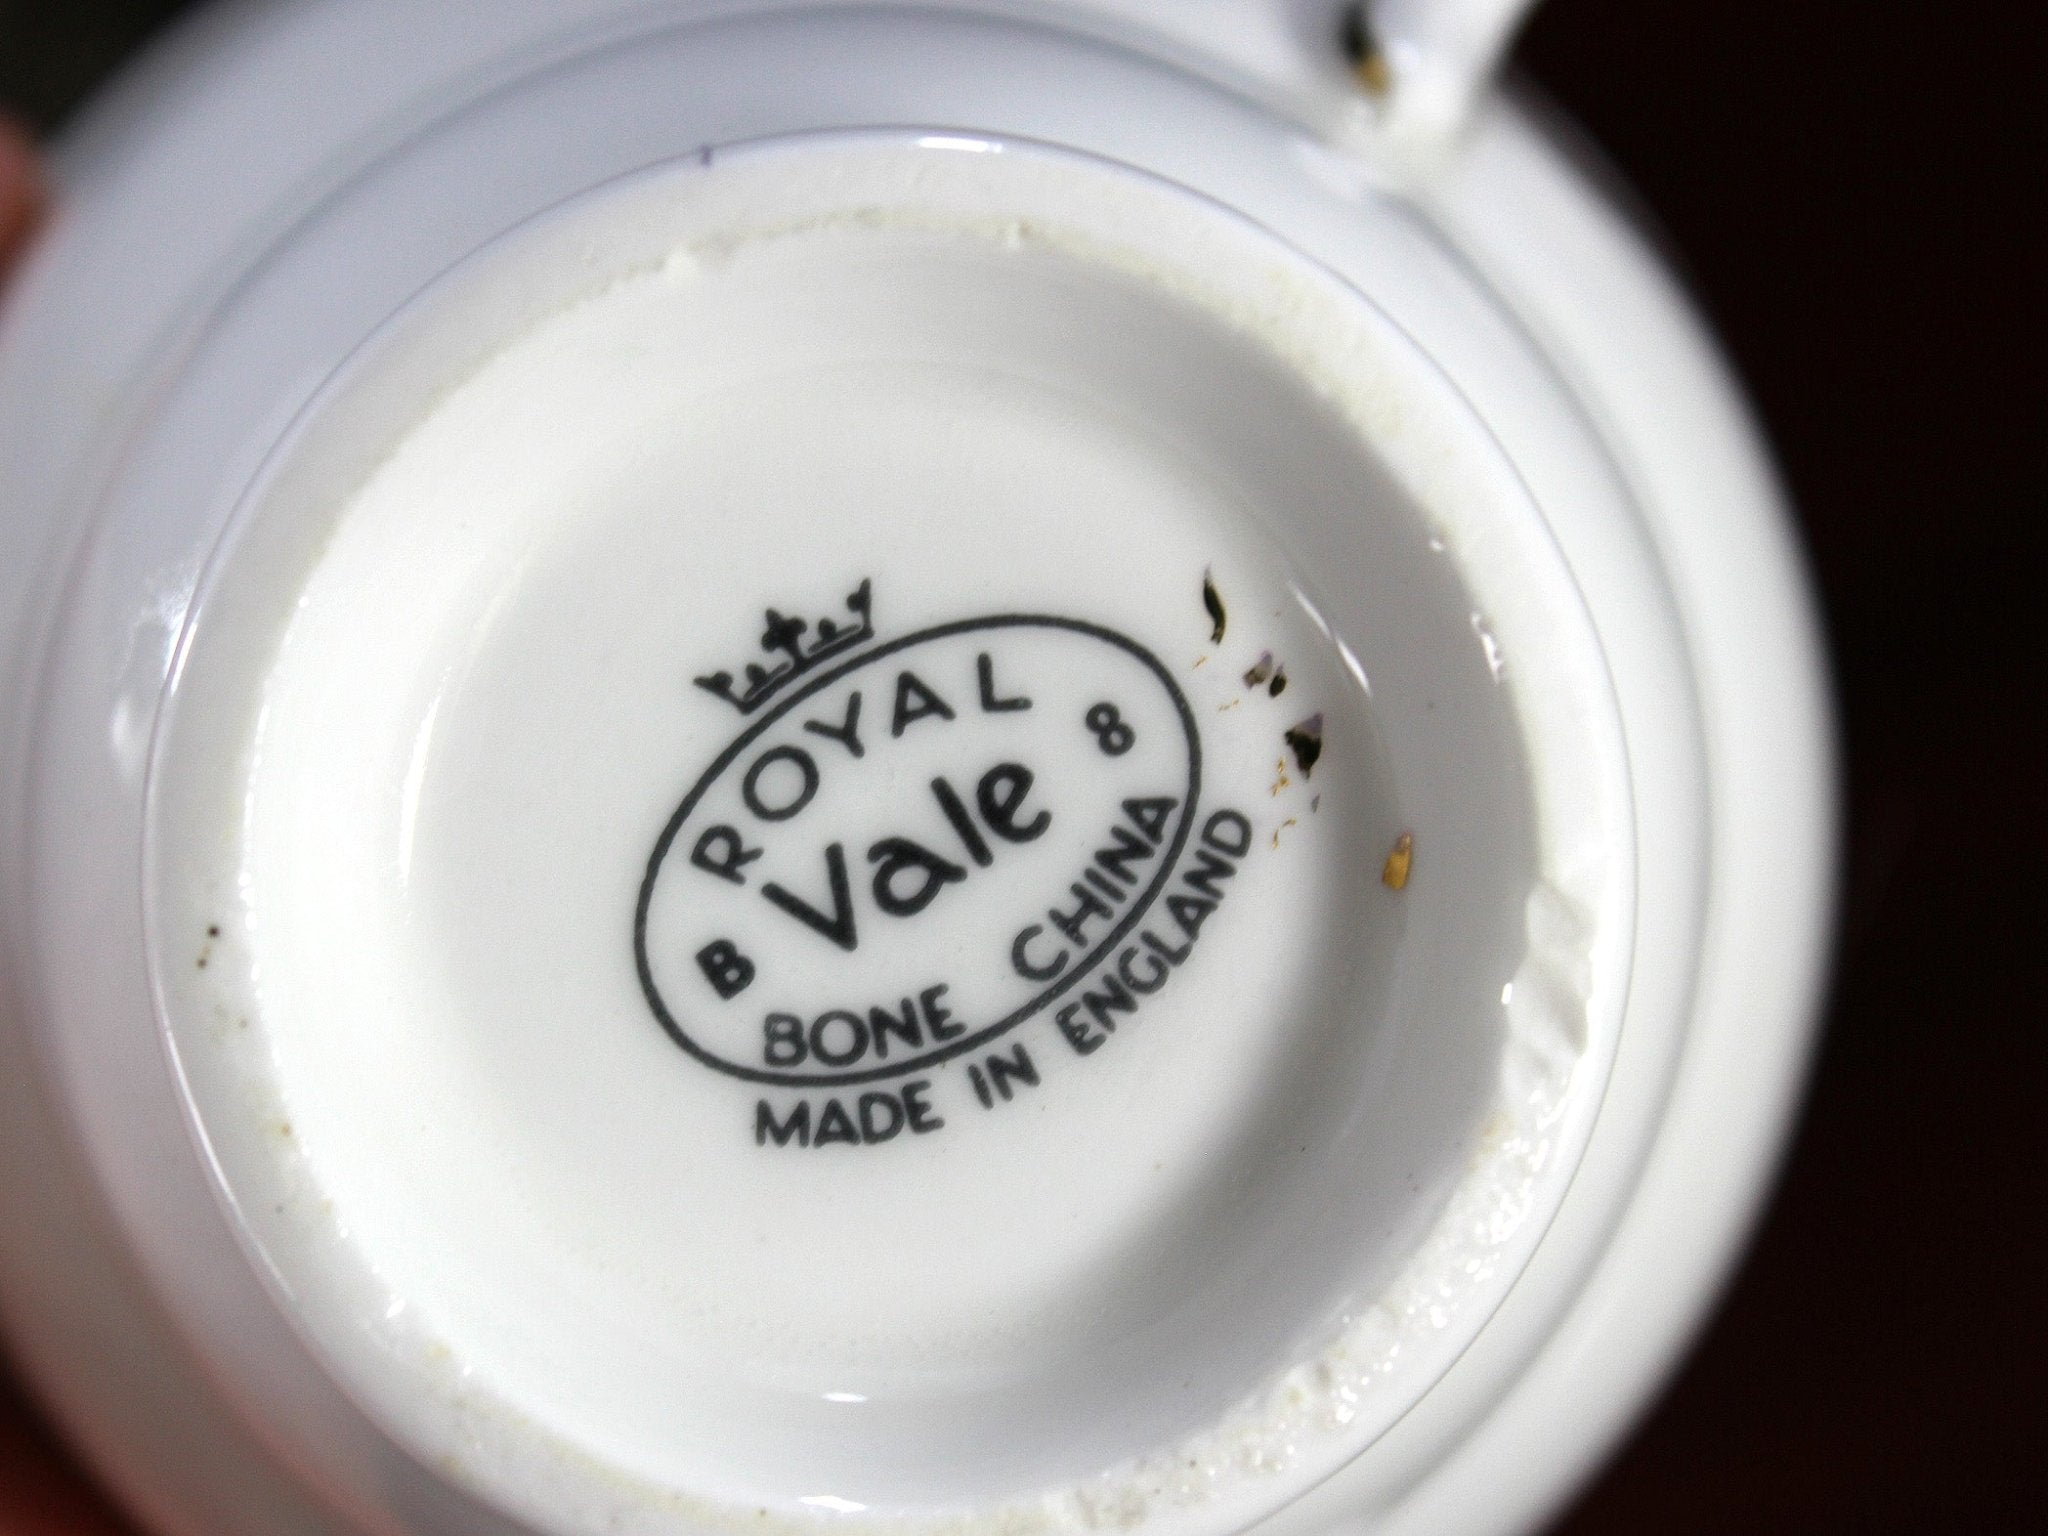 ROYAL
Vale
B 8
BONE CHINA
MADE IN ENGLAND